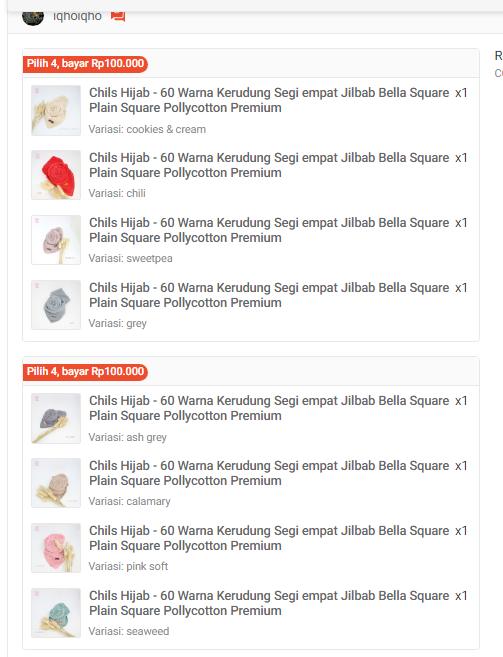 iqhoiqho
Pilih 4, bayar Rp100.000
Chils Hijab - 60 Warna Kerudung Segi empat Jilbab Bella Square x1
Plain Square Pollycotton Premium
Variasi: cookies & cream
Chils Hijab - 60 Warna Kerudung Segi empat Jilbab Bella Square x1
Plain Square Pollycotton Premium
Variasi: chili
Chils Hijab - 60 Warna Kerudung Segi empat Jilbab Bella Square x1
Plain Square Pollycotton Premium
Variasi: sweetpea
Chils Hijab - 60 Warna Kerudung Segi empat Jilbab Bella Square x1
Plain Square Pollycotton Premium
Variasi: grey
Pilih 4, bayar Rp100.000
Chils Hijab - 60 Warna Kerudung Segi empat Jilbab Bella Square x1
Plain Square Pollycotton Premium
Variasi: ash grey
Chils Hijab - 60 Warna Kerudung Segi empat Jilbab Bella Square x1
Plain Square Pollycotton Premium
Variasi: calamary
Chils Hijab - 60 Warna Kerudung Segi empat Jilbab Bella Square x1
Plain Square Pollycotton Premium
Variasi: pink soft
Chils Hijab - 60 Warna Kerudung Segi empat Jilbab Bella Square x1
Plain Square Pollycotton Premium
Variasi: seaweed